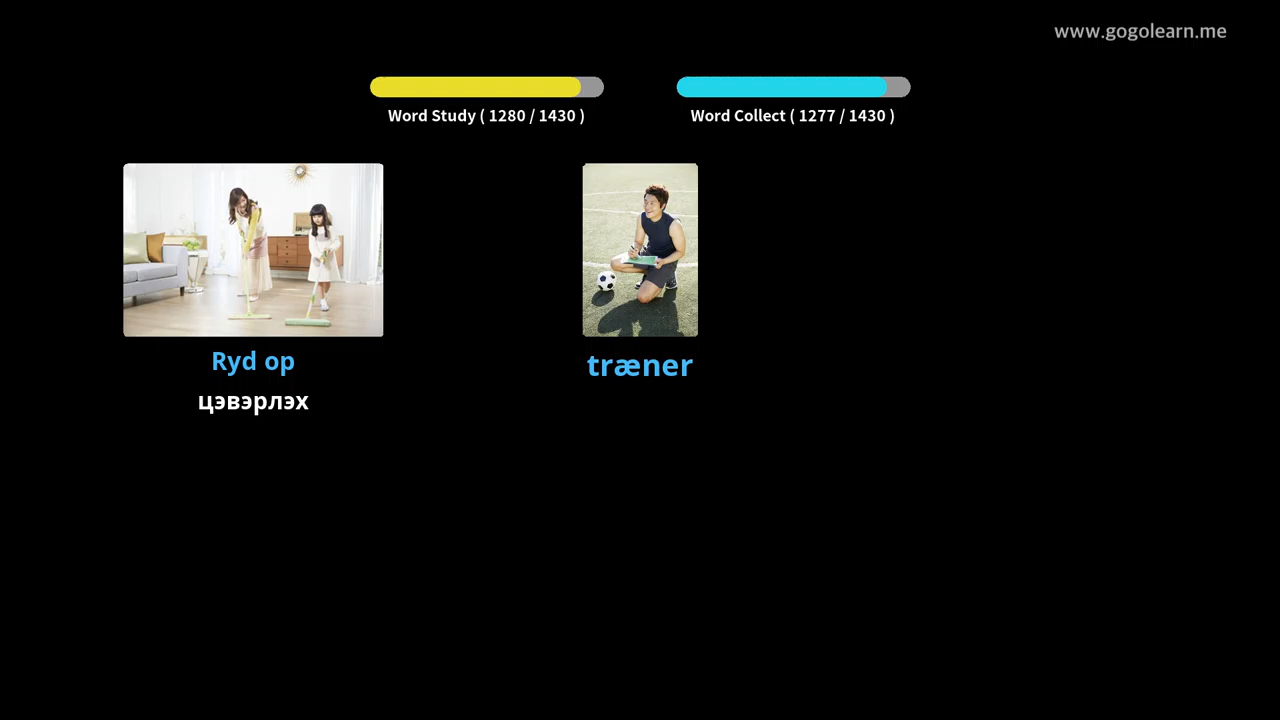 www.gogolearn.me
Word Study ( 1280 / 1430 )
Word Collect ( 1277 / 1430 )
Ryd op
цэвэрлэх
træner